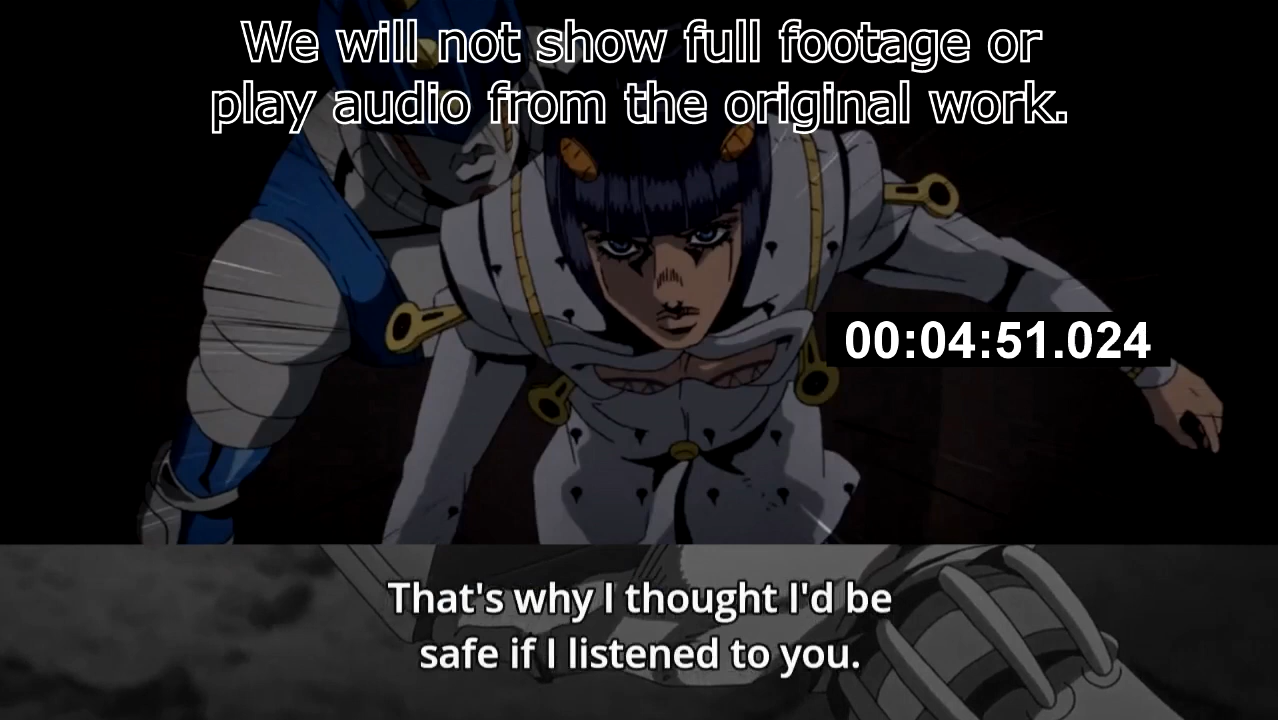 We will not show full footage or
play audio from the original work.
00:04:51.024
That's why I thought I'd be
safe if I listened to you.